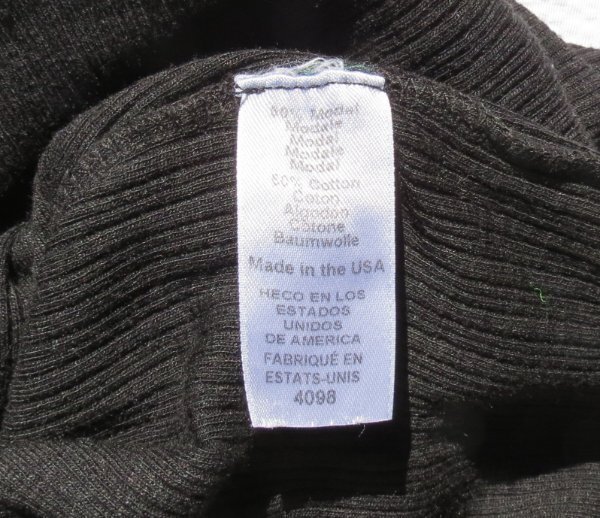 50% Modal
Modale
Modal
Modale
Modal
50% Cotton
Coton
Algodon
Cotone
Baumwolle
Made in the USA
HECO EN LOS
ESTADOS
UNIDOS
DE AMERICA
FABRIQUÉ EN
ESTATS-UNIS
4098